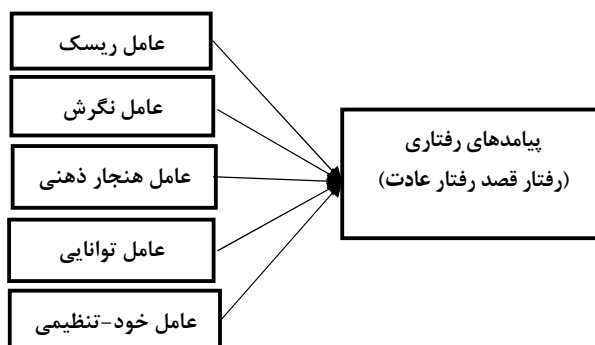 عامل ریسک
عامل نگرش
عامل هنجار ذهنی
عامل توانایی
عامل خود-تنظیمی
پیامدهای رفتاری
(رفتار قصد رفتار عادت)